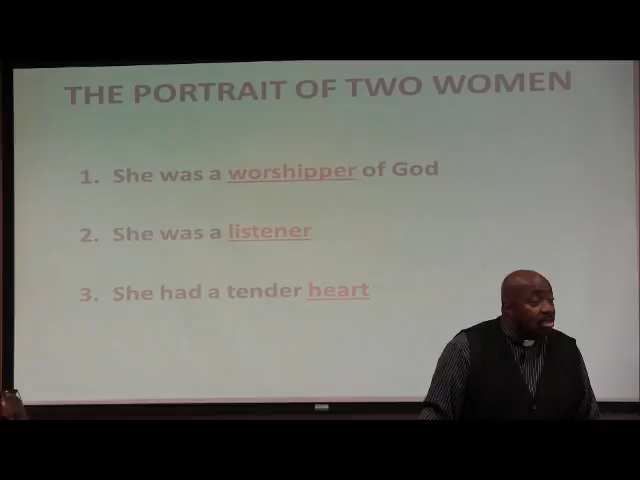 THE PORTRAIT OF TWO WOMEN
1. She was a worshipper of God
2. She was a listener
3. She had a tender heart